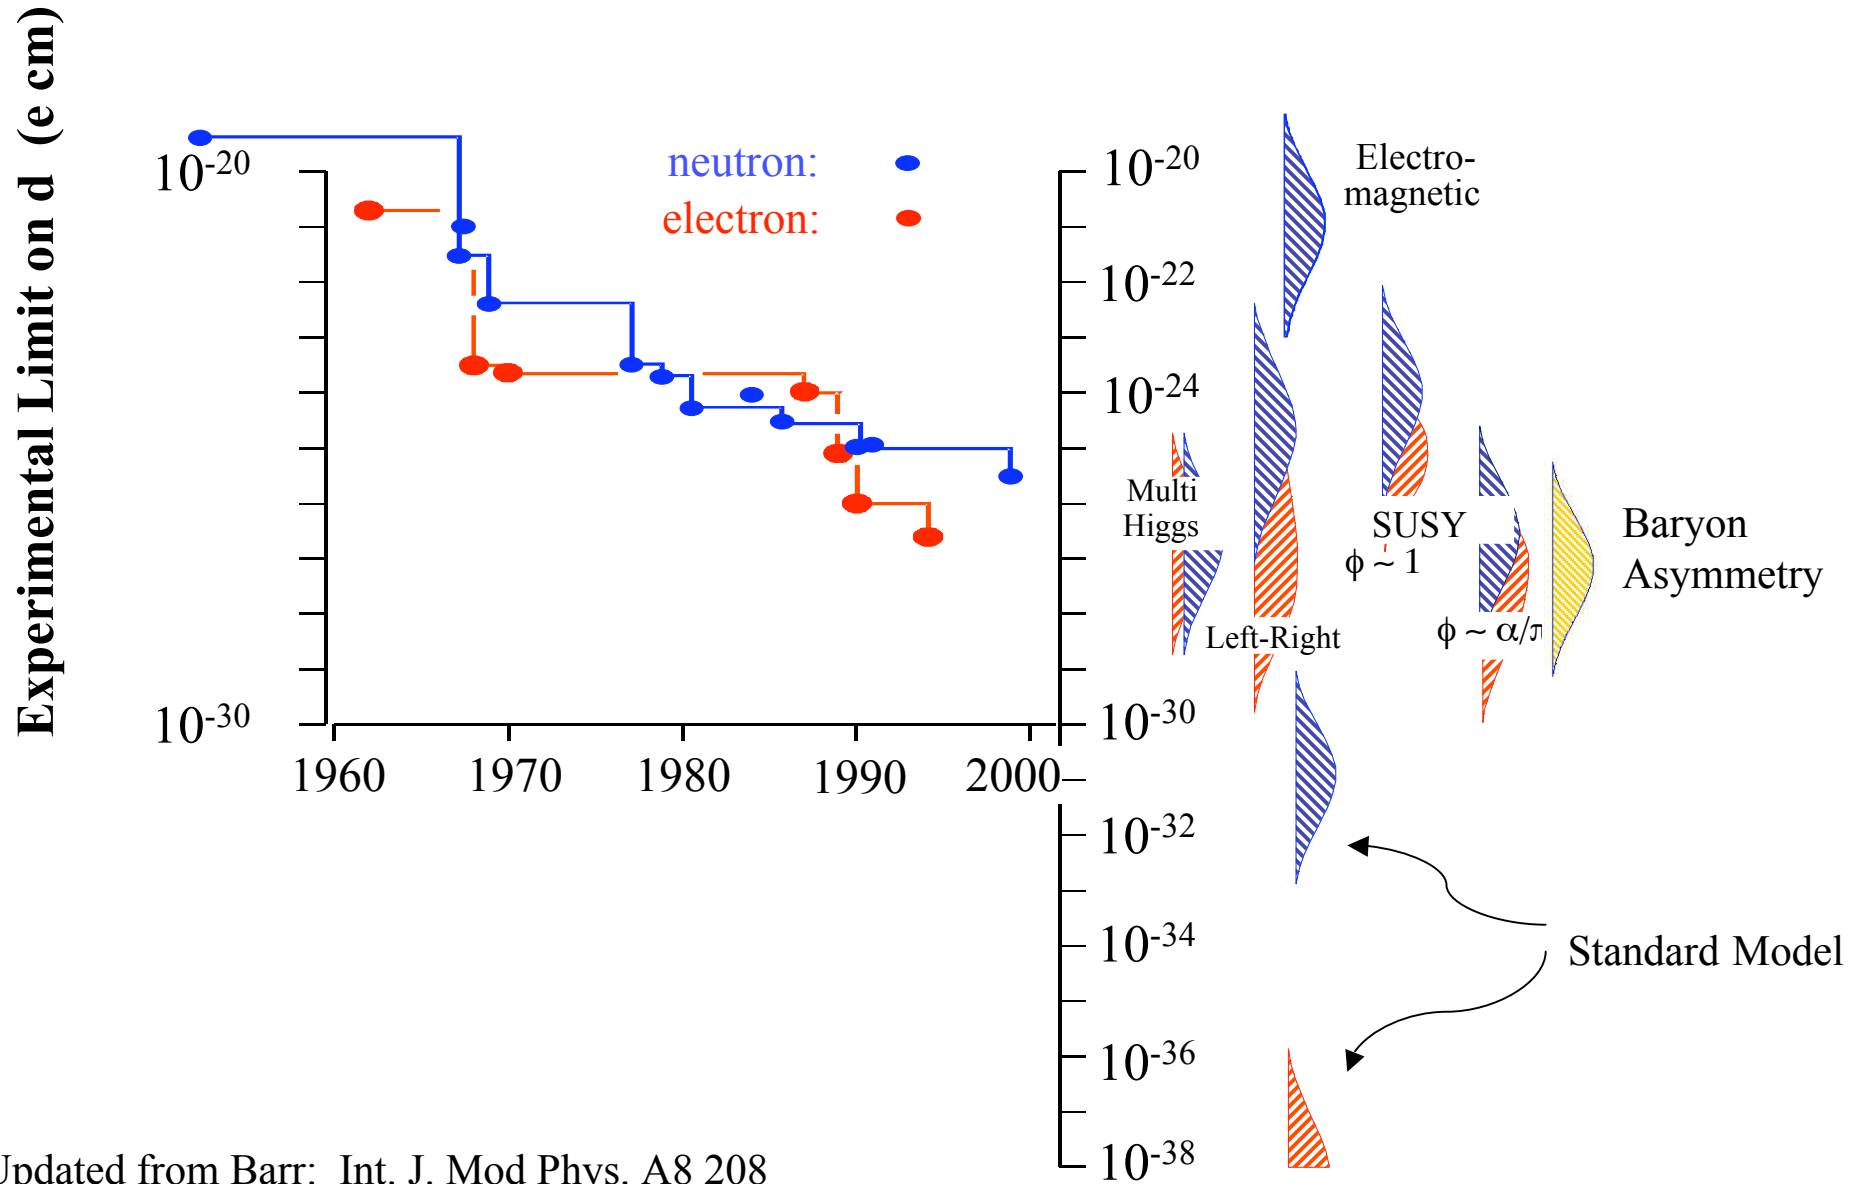 Experimental Limit on d (e cm)
10-20
10-30
neutron:
electron:
1960 1970 1980 1990 2000
10-20
10-22
10-24
10-30
10-32
10-34
10-36
10-38
Electro-
magnetic
Multi
Higgs
Left-Right
SUSY
ϕ ~ 1
ϕ ~ α/π
Baryon
Asymmetry
Standard Model
Updated from Barr: Int. J. Mod Phys. A8 208